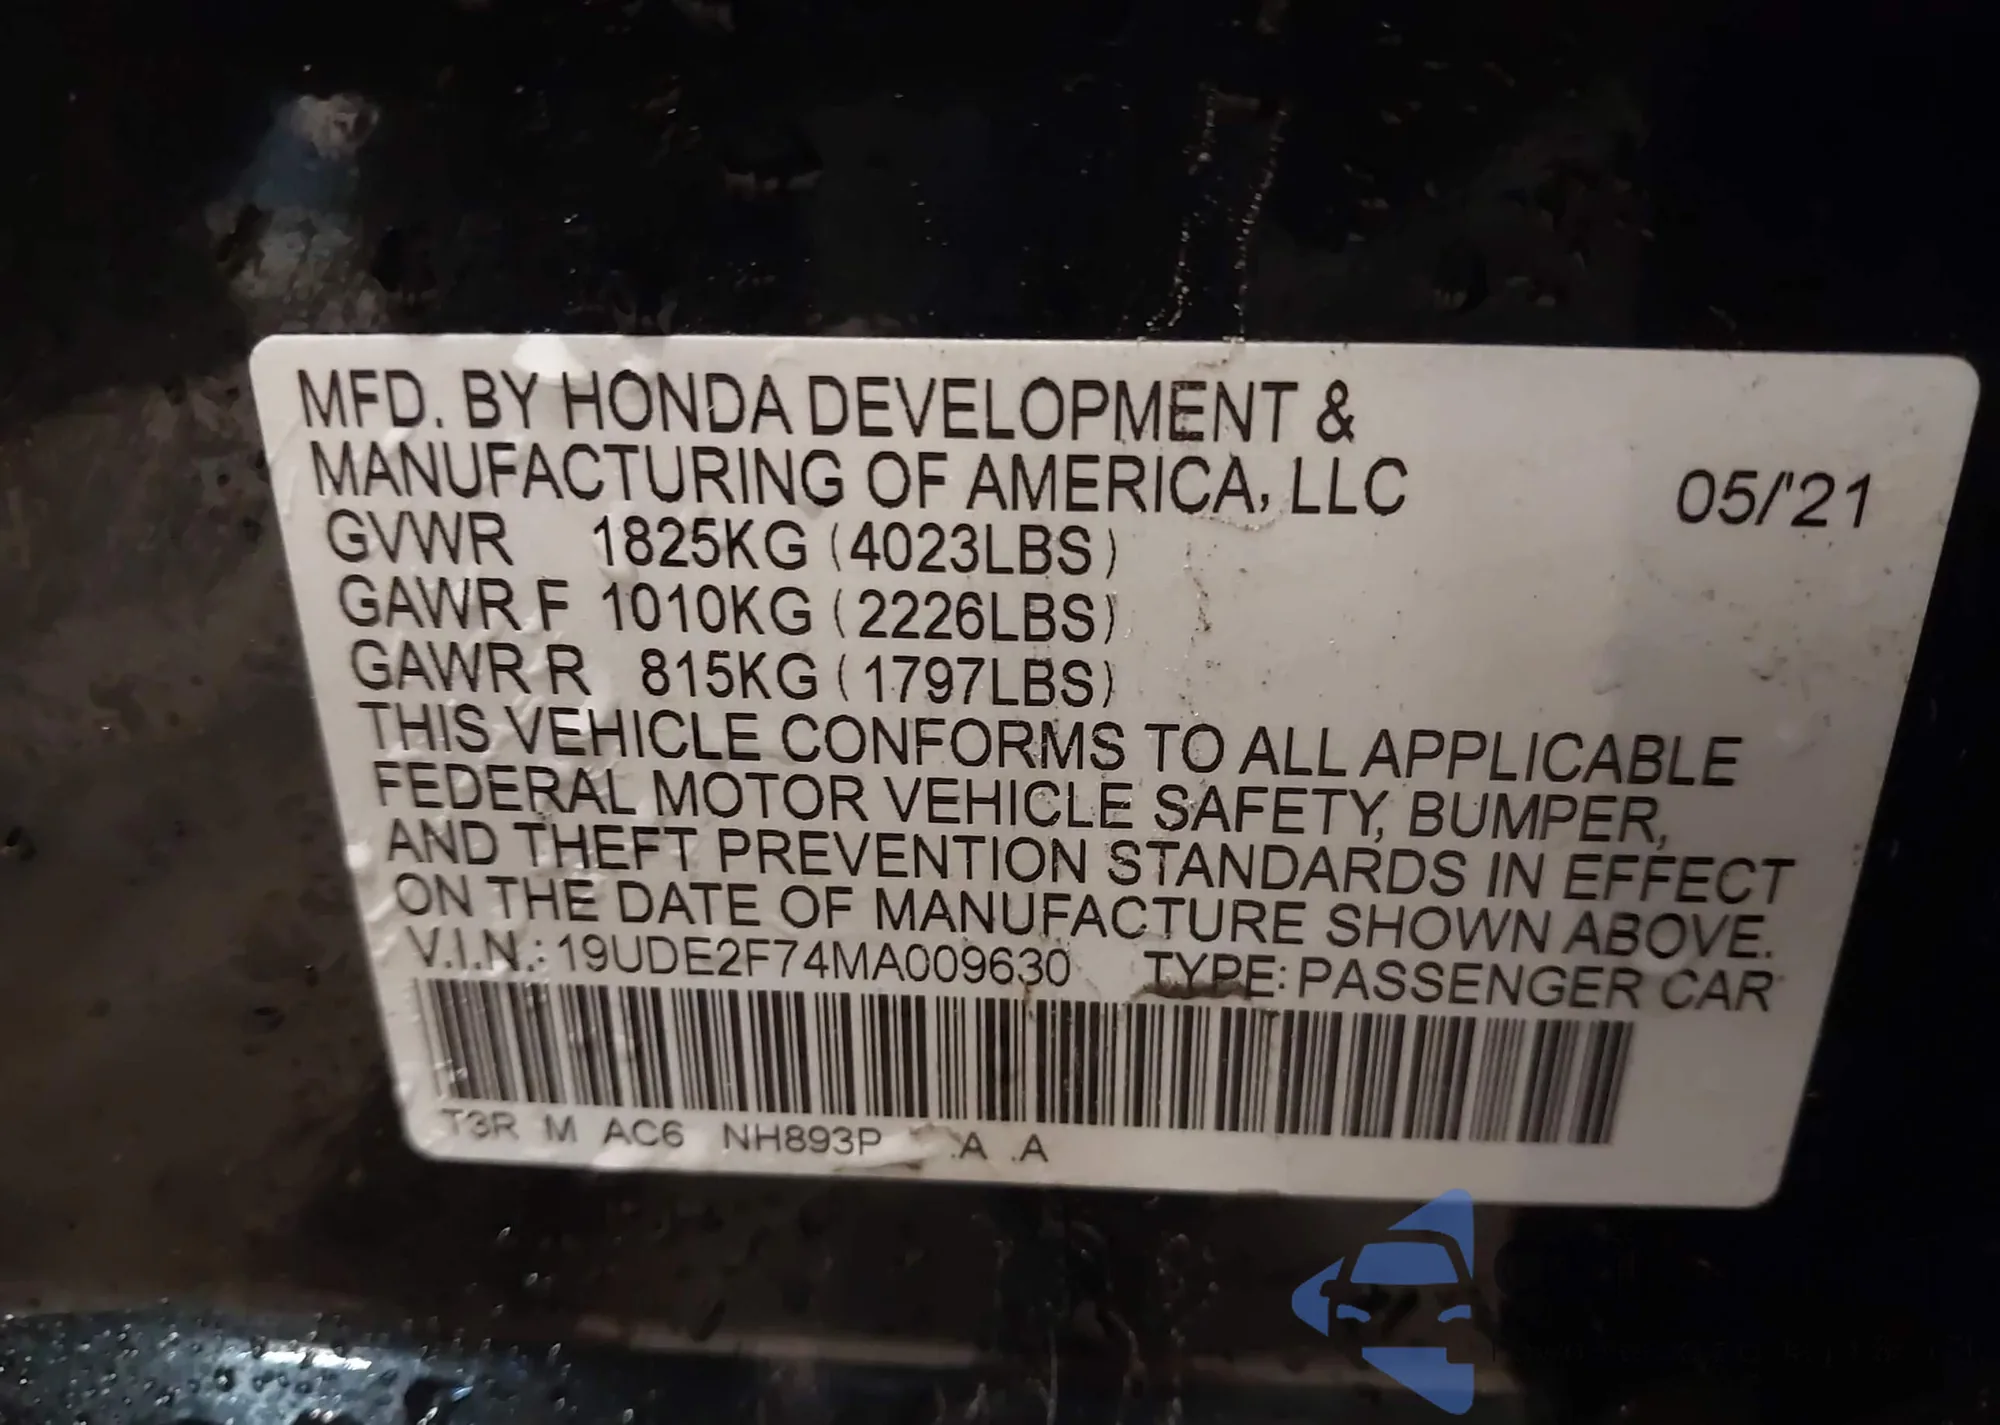 MFD. BY HONDA DEVELOPMENT &
MANUFACTURING OF AMERICA, LLC 05/'21
GVWR 1825KG (4023LBS)
GAWR F 1010KG (2226LBS)
GAWR R 815KG (1797LBS)
THIS VEHICLE CONFORMS TO ALL APPLICABLE
FEDERAL MOTOR VEHICLE SAFETY, BUMPER,
AND THEFT PREVENTION STANDARDS IN EFFECT
ON THE DATE OF MANUFACTURE SHOWN ABOVE.
V.I.N.: 19UDE2F74MA009630 TYPE: PASSENGER CAR
T3R M AC6 NH893P .A .A